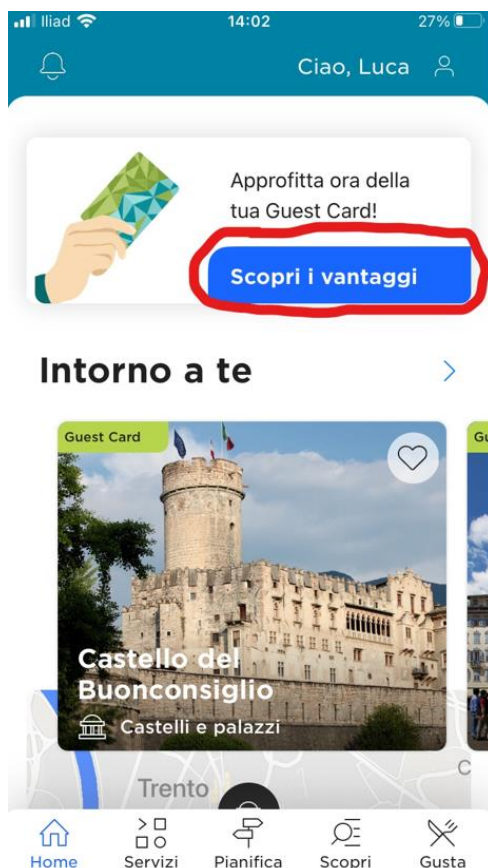 Iliad
14:02
27%
Ciao, Luca
Approfitta ora della
tua Guest Card!
Scopri i vantaggi
Intorno a te
Guest Card
Castello del
Buonconsiglio
Castelli e palazzi
Trento
Home
Servizi
Pianifica
Scopri
Gusta